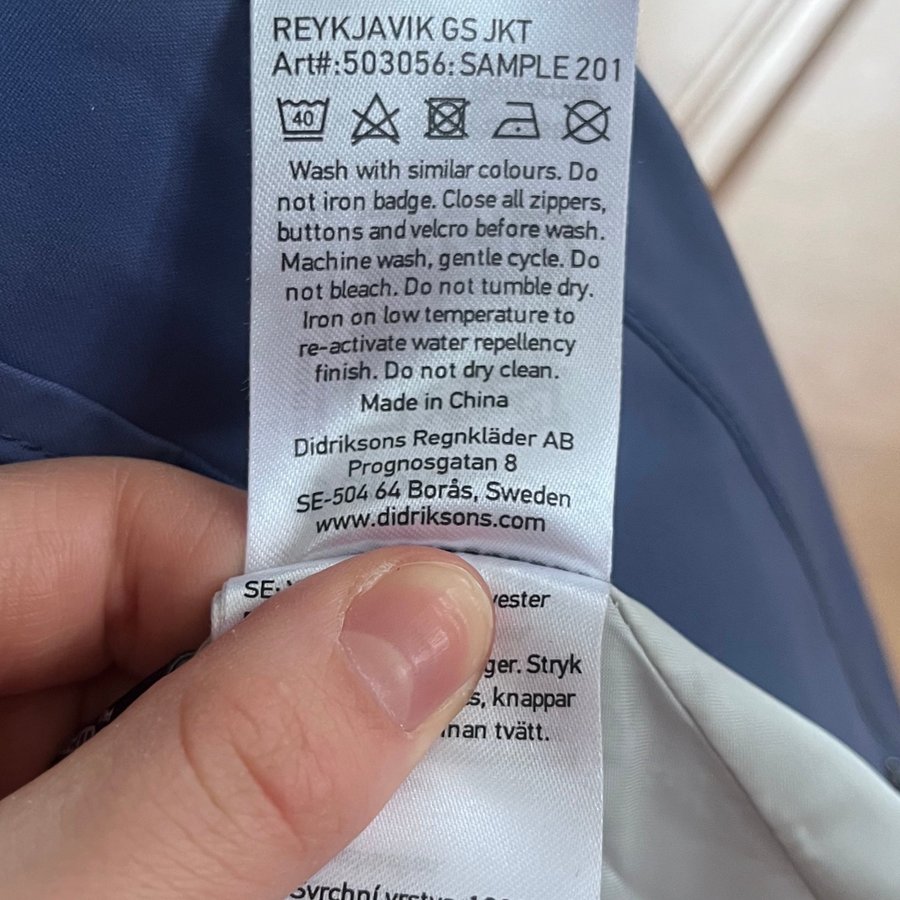 REYKJAVIK GS JKT
Art#:503056: SAMPLE 201
40
Wash with similar colours. Do
not iron badge. Close all zippers,
buttons and velcro before wash.
Machine wash, gentle cycle. Do
not bleach. Do not tumble dry.
Iron on low temperature to
re-activate water repellency
finish. Do not dry clean.
Made in China
Didriksons Regnkläder AB
Prognosgatan 8
SE-504 64 Borås, Sweden
www.didriksons.com
SE:
ger. Stryk
knappar
tvätt.
Svrchní